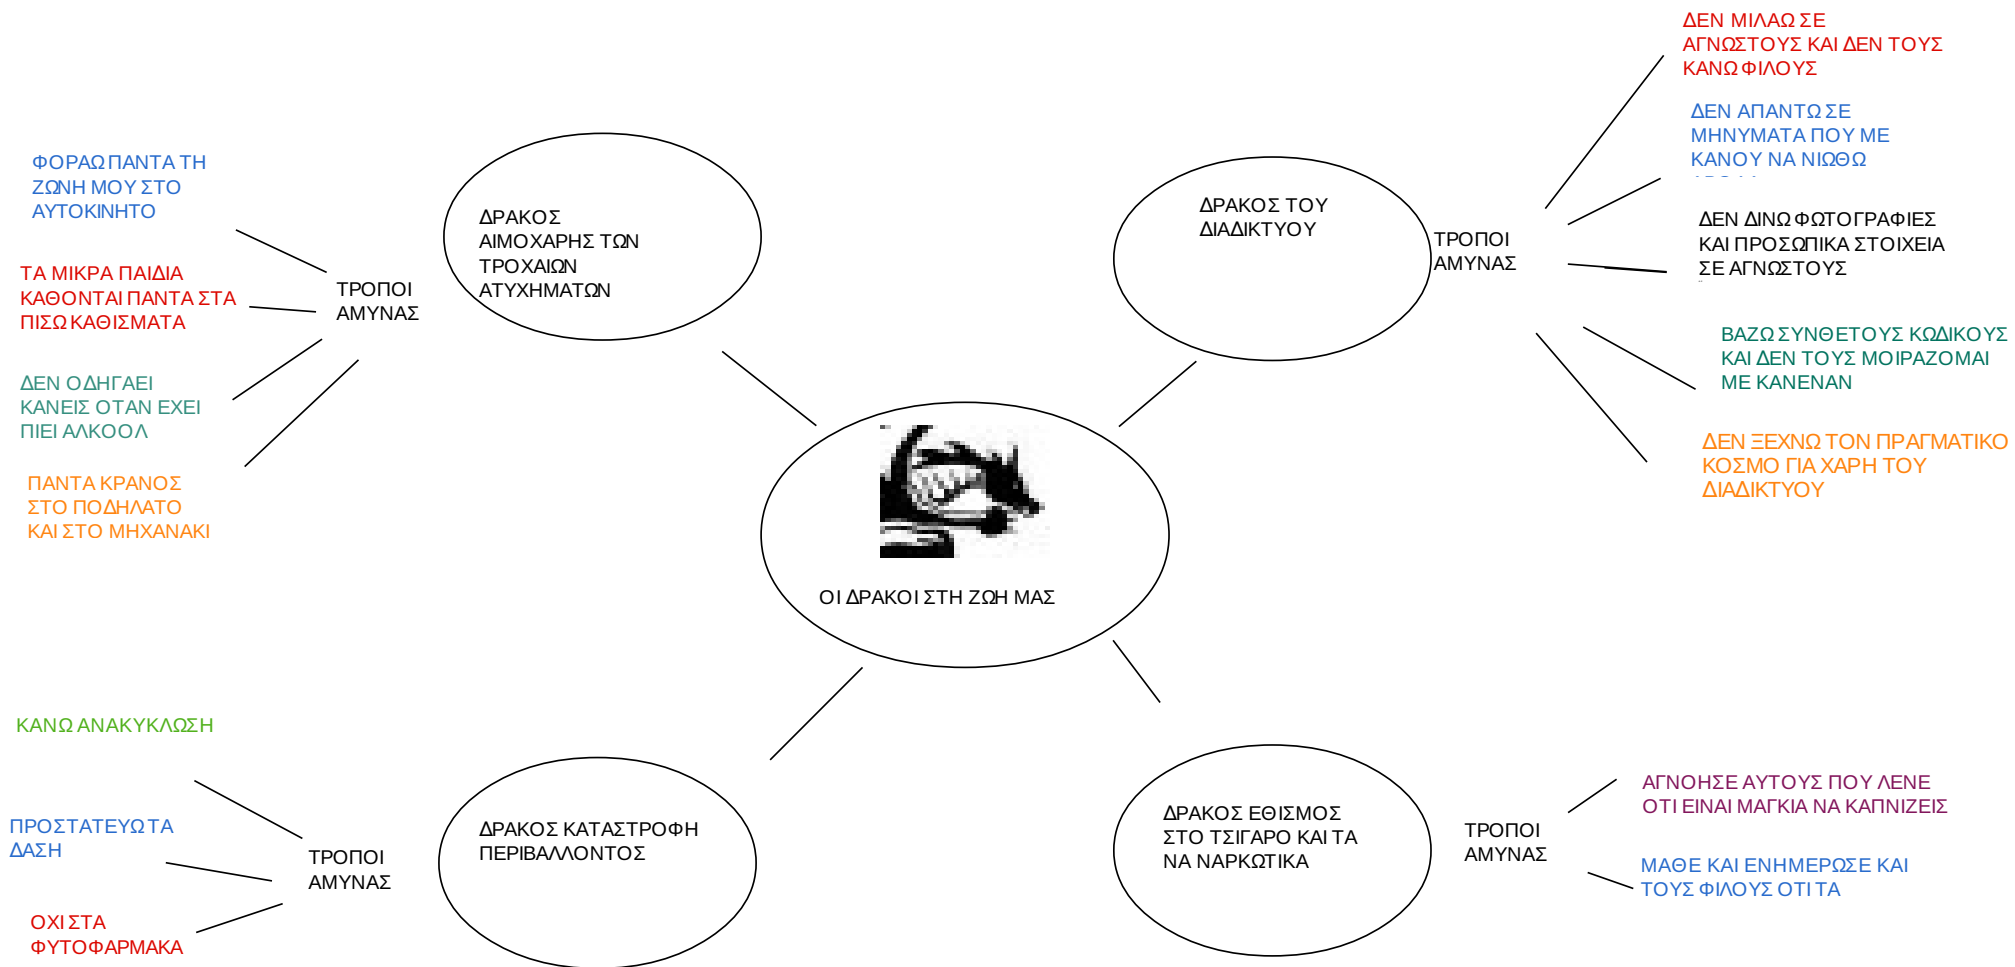 ΔΡΑΚΟΣ
ΑΙΜΟΧΑΡΗΣ ΤΩΝ
ΤΡΟΧΑΙΩΝ
ΑΤΥΧΗΜΑΤΩΝ
ΤΡΟΠΟΙ
ΑΜΥΝΑΣ
ΦΟΡΑΩ ΠΑΝΤΑ ΤΗ
ΖΩΝΗ ΜΟΥ ΣΤΟ
ΑΥΤΟΚΙΝΗΤΟ
ΤΑ ΜΙΚΡΑ ΠΑΙΔΙΑ
ΚΑΘΟΝΤΑΙ ΠΑΝΤΑ ΣΤΑ
ΠΙΣΩ ΚΑΘΙΣΜΑΤΑ
ΔΕΝ ΟΔΗΓΑΕΙ
ΚΑΝΕΙΣ ΟΤΑΝ ΕΧΕΙ
ΠΙΕΙ ΑΛΚΟΟΛ
ΠΑΝΤΑ ΚΡΑΝΟΣ
ΣΤΟ ΠΟΔΗΛΑΤΟ
ΚΑΙ ΣΤΟ ΜΗΧΑΝΑΚΙ
ΔΡΑΚΟΣ ΤΟΥ
ΔΙΑΔΙΚΤΥΟΥ
ΤΡΟΠΟΙ
ΑΜΥΝΑΣ
ΔΕΝ ΜΙΛΑΩ ΣΕ
ΑΓΝΩΣΤΟΥΣ ΚΑΙ ΔΕΝ ΤΟΥΣ
ΚΑΝΩ ΦΙΛΟΥΣ
ΔΕΝ ΑΠΑΝΤΩ ΣΕ
ΜΗΝΥΜΑΤΑ ΠΟΥ ΜΕ
ΚΑΝΟΥ ΝΑ ΝΙΩΘΩ
ΔΕΝ ΔΙΝΩ ΦΩΤΟΓΡΑΦΙΕΣ
ΚΑΙ ΠΡΟΣΩΠΙΚΑ ΣΤΟΙΧΕΙΑ
ΣΕ ΑΓΝΩΣΤΟΥΣ
ΒΑΖΩ ΣΥΝΘΕΤΟΥΣ ΚΩΔΙΚΟΥΣ
ΚΑΙ ΔΕΝ ΤΟΥΣ ΜΟΙΡΑΖΟΜΑΙ
ΜΕ ΚΑΝΕΝΑΝ
ΔΕΝ ΞΕΧΝΩ ΤΟΝ ΠΡΑΓΜΑΤΙΚΟ
ΚΟΣΜΟ ΓΙΑ ΧΑΡΗ ΤΟΥ
ΔΙΑΔΙΚΤΥΟΥ
ΟΙ ΔΡΑΚΟΙ ΣΤΗ ΖΩΗ ΜΑΣ
ΔΡΑΚΟΣ ΚΑΤΑΣΤΡΟΦΗ
ΠΕΡΙΒΑΛΛΟΝΤΟΣ
ΤΡΟΠΟΙ
ΑΜΥΝΑΣ
ΚΑΝΩ ΑΝΑΚΥΚΛΩΣΗ
ΠΡΟΣΤΑΤΕΥΩ ΤΑ
ΔΑΣΗ
ΟΧΙ ΣΤΑ
ΦΥΤΟΦΑΡΜΑΚΑ
ΔΡΑΚΟΣ ΕΘΙΣΜΟΣ
ΣΤΟ ΤΣΙΓΑΡΟ ΚΑΙ ΤΑ
ΝΑ ΝΑΡΚΩΤΙΚΑ
ΤΡΟΠΟΙ
ΑΜΥΝΑΣ
ΑΓΝΟΗΣΕ ΑΥΤΟΥΣ ΠΟΥ ΛΕΝΕ
ΟΤΙ ΕΙΝΑΙ ΜΑΓΚΙΑ ΝΑ ΚΑΠΝΙΖΕΙΣ
ΜΑΘΕ ΚΑΙ ΕΝΗΜΕΡΩΣΕ ΚΑΙ
ΤΟΥΣ ΦΙΛΟΥΣ ΟΤΙ ΤΑ